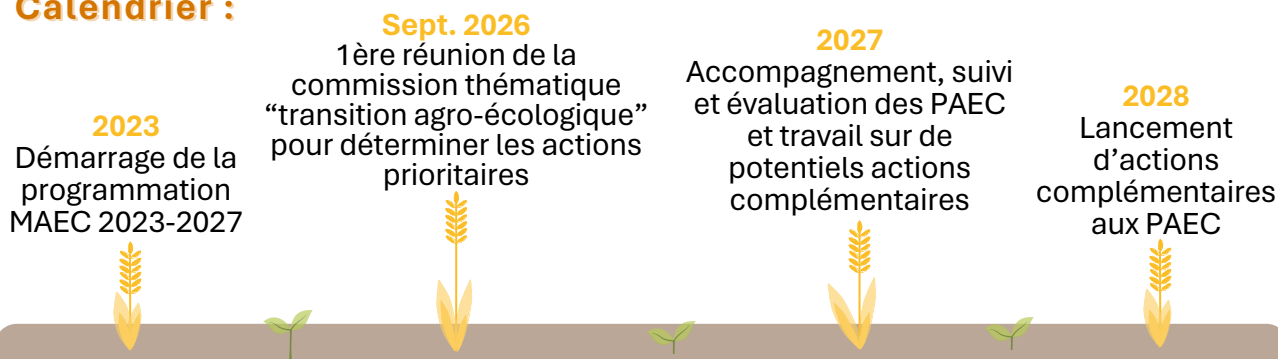 Calendrier :
2023
Démarrage de la
programmation
MAEC 2023-2027
Sept. 2026
1ère réunion de la
commission thématique
“transition agro-écologique”
pour déterminer les actions
prioritaires
2027
Accompagnement, suivi
et évaluation des PAEC
et travail sur de
potentiels actions
complémentaires
2028
Lancement
d’actions
complémentaires
aux PAEC